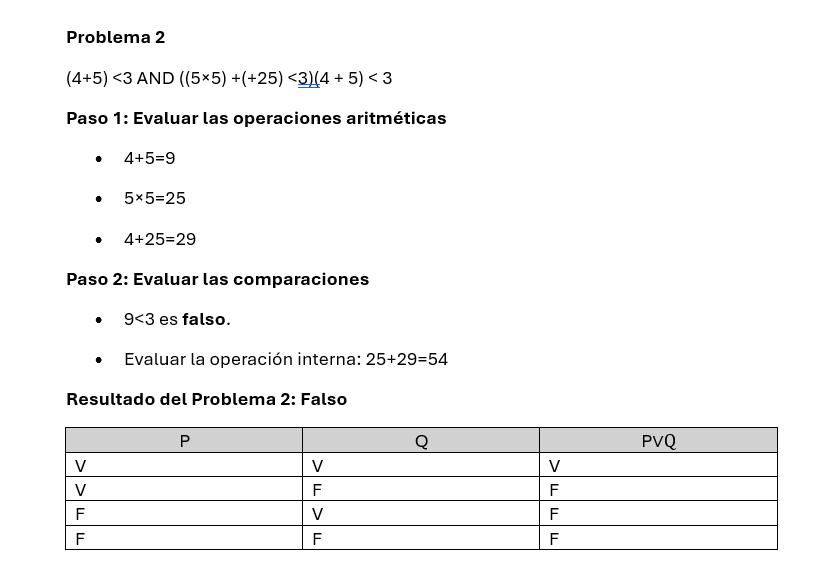 Problema 2
(4+5) <3 AND ((5×5) +(+25) <3)(4 + 5) < 3
Paso 1: Evaluar las operaciones aritméticas
• 4+5=9
• 5×5=25
• 4+25=29
Paso 2: Evaluar las comparaciones
• 9<3 es falso.
• Evaluar la operación interna: 25+29=54
Resultado del Problema 2: Falso
P Q PVQ
V V V
V F F
F V F
F F F